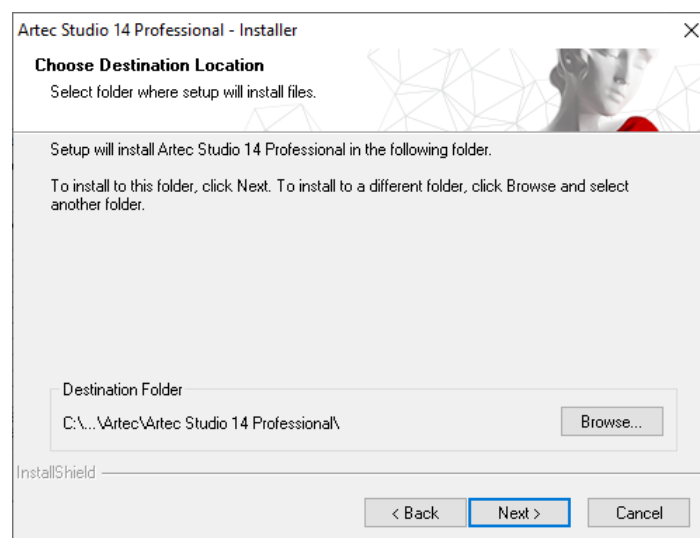 Artec Studio 14 Professional - Installer
Choose Destination Location
Select folder where setup will install files.
Setup will install Artec Studio 14 Professional in the following folder.
To install to this folder, click Next. To install to a different folder, click Browse and select
another folder.
Destination Folder
C:\...\Artec\Artec Studio 14 Professional\
Browse...
InstallShield
< Back
Next >
Cancel